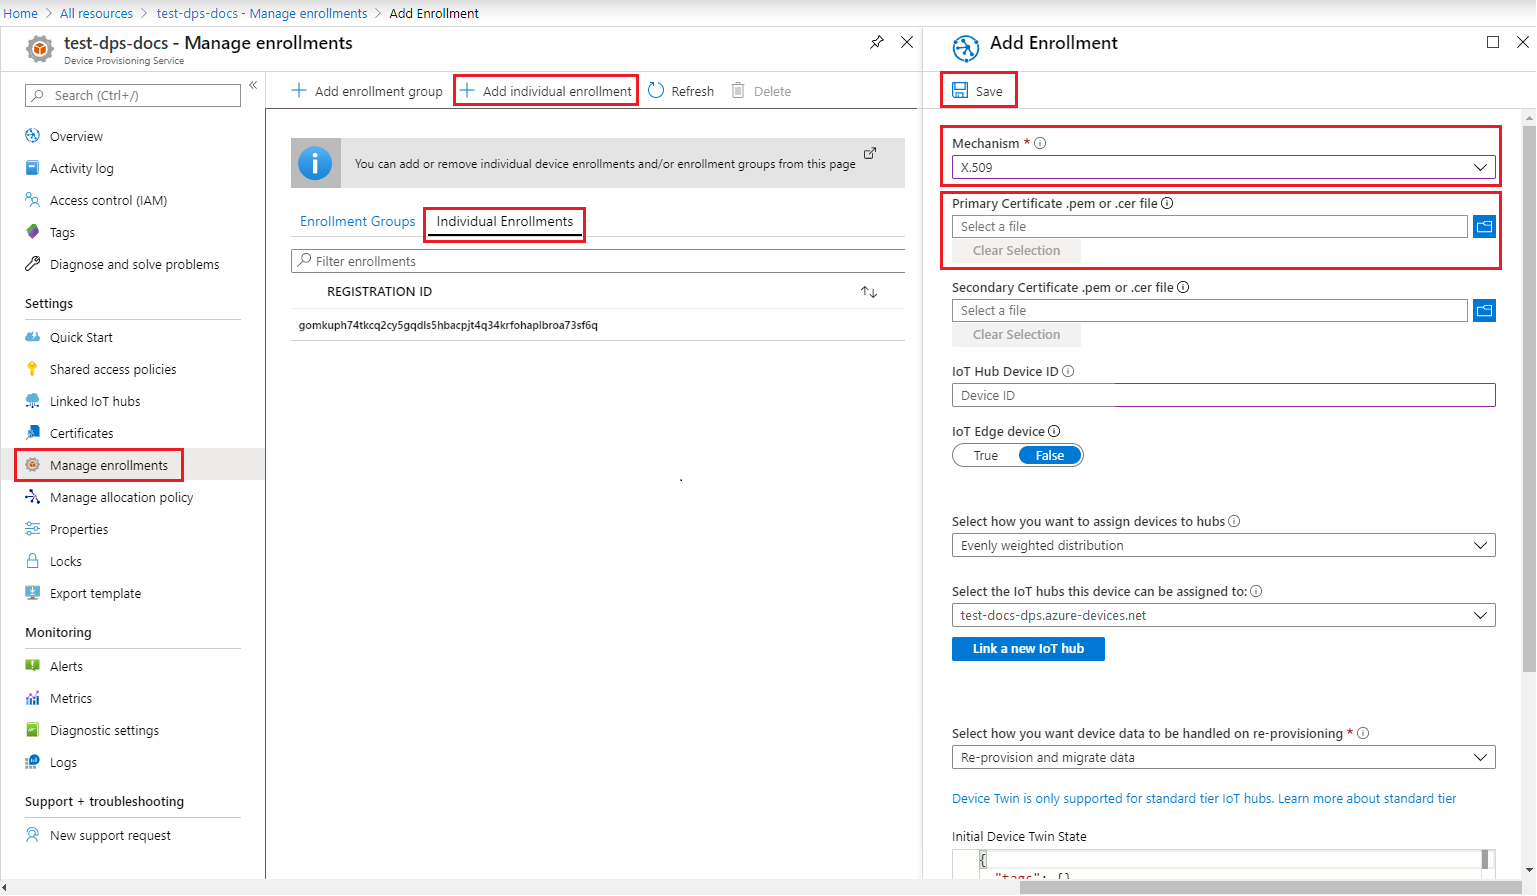 Home > All resources > test-dps-docs - Manage enrollments > Add Enrollment
test-dps-docs - Manage enrollments
Device Provisioning Service
Search (Ctrl+/)
Overview
Activity log
Access control (IAM)
Tags
Diagnose and solve problems
Settings
Quick Start
Shared access policies
Linked IoT hubs
Certificates
Manage enrollments
Manage allocation policy
Properties
Locks
Export template
Monitoring
Alerts
Metrics
Diagnostic settings
Logs
Support + troubleshooting
New support request
Add enrollment group
Add individual enrollment
Refresh
Delete
You can add or remove individual device enrollments and/or enrollment groups from this page
Enrollment Groups
Individual Enrollments
Filter enrollments
REGISTRATION ID
gomkuph74tkcq2cy5gqdls5hbacpjt4q34krfohaplbroa73sf6q
Add Enrollment
Save
Mechanism *
X.509
Primary Certificate .pem or .cer file
Select a file
Clear Selection
Secondary Certificate .pem or .cer file
Select a file
Clear Selection
IoT Hub Device ID
Device ID
IoT Edge device
True False
Select how you want to assign devices to hubs
Evenly weighted distribution
Select the IoT hubs this device can be assigned to:
test-docs-dps.azure-devices.net
Link a new IoT hub
Select how you want device data to be handled on re-provisioning *
Re-provision and migrate data
Device Twin is only supported for standard tier IoT hubs. Learn more about standard tier
Initial Device Twin State
{
"tags": {},